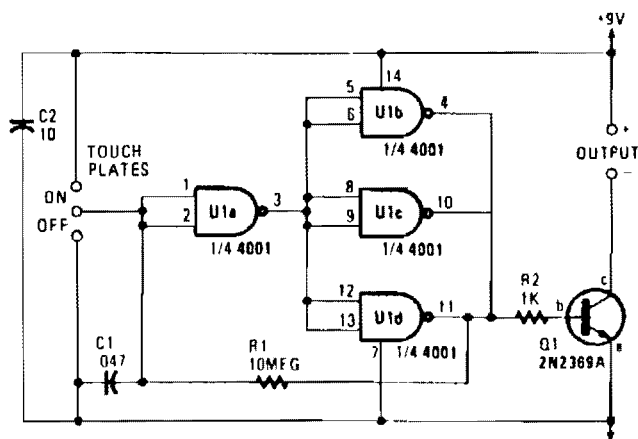 +9V
14
5
6
U1b
4
1/4 4001
C2
10
TOUCH
PLATES
+
OUTPUT
−
ON
OFF
1
2
U1a
3
1/4 4001
8
9
U1c
10
1/4 4001
12
13
U1d
11
7
1/4 4001
R2
1K
b
c
e
Q1
2N2369A
C1
.047
R1
10MEG